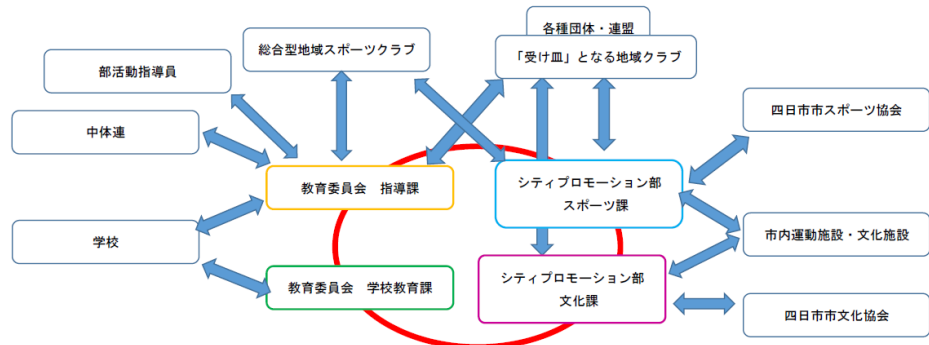 各種団体・連盟
総合型地域スポーツクラブ
「受け皿」となる地域クラブ
部活動指導員
四日市市スポーツ協会
中体連
教育委員会　指導課
シティプロモーション部
スポーツ課
学校
市内運動施設・文化施設
教育委員会　学校教育課
シティプロモーション部
文化課
四日市市文化協会